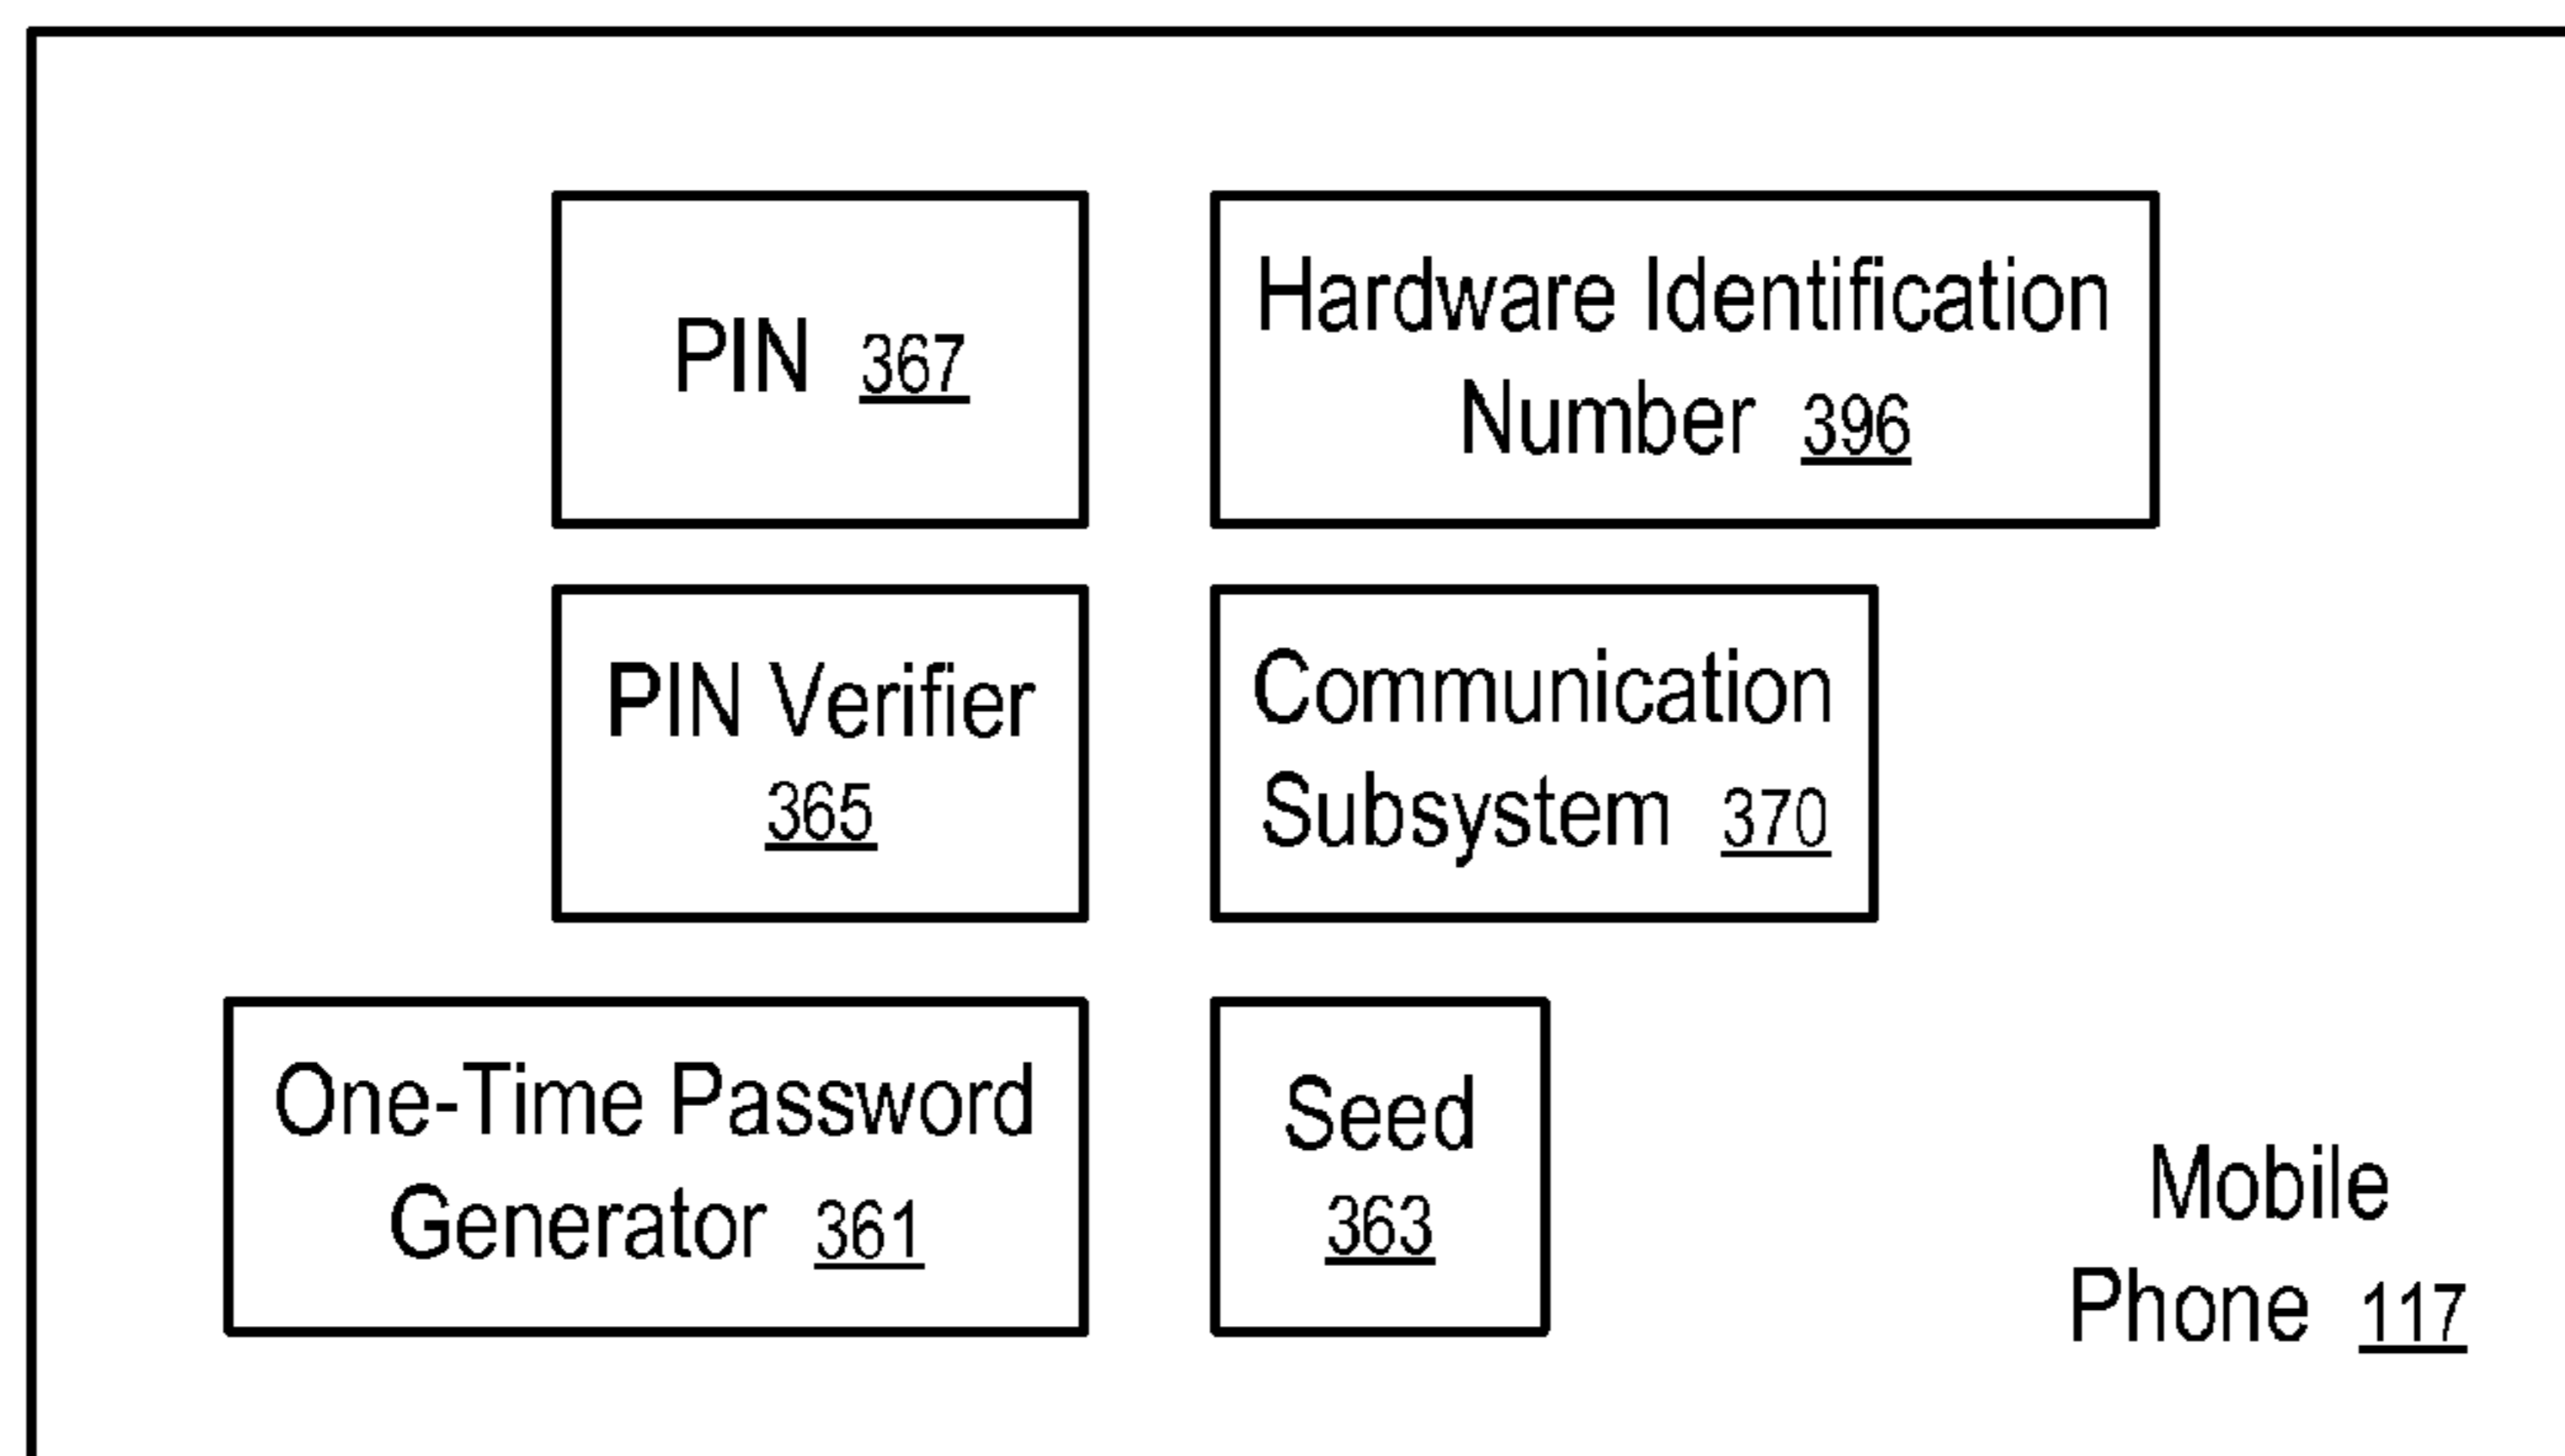 PIN 367
Hardware Identification
Number 396
PIN Verifier
365
Communication
Subsystem 370
One-Time Password
Generator 361
Seed
363
Mobile
Phone 117